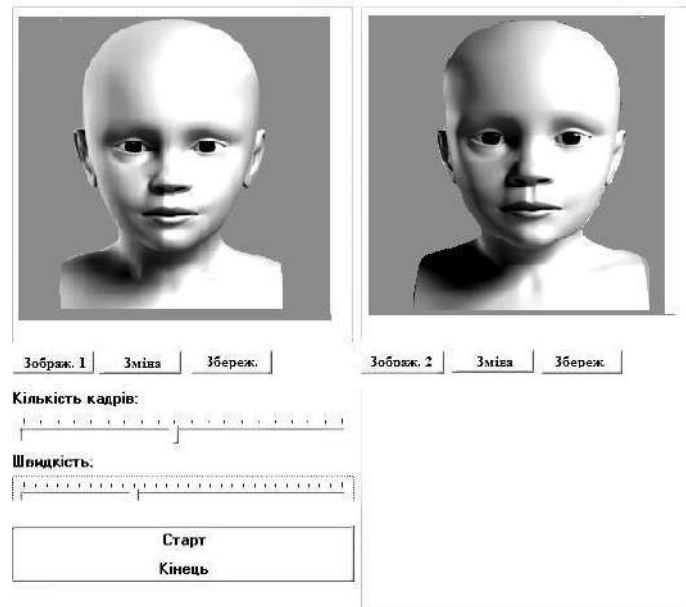 Зображ. 1 Зміна Збереж. Зображ. 2 Зміна Збереж.
Кількість кадрів:
Швидкість:
Старт
Кінець